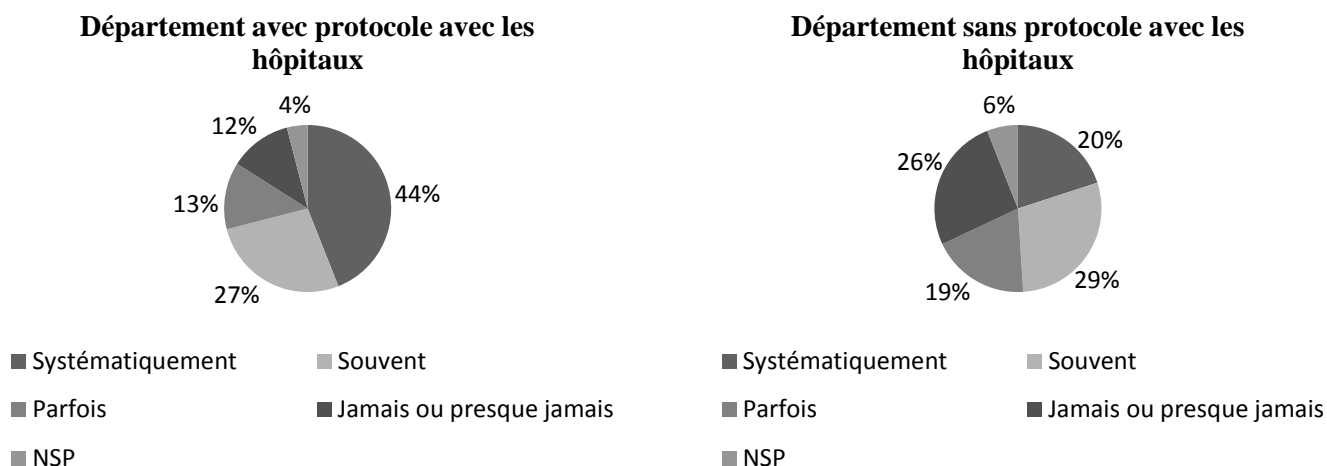 Département avec protocole avec les
hôpitaux
4%
12%
13%
44%
27%
Systématiquement
Souvent
Parfois
Jamais ou presque jamais
NSP
Département sans protocole avec les
hôpitaux
6%
20%
26%
19%
29%
Systématiquement
Souvent
Parfois
Jamais ou presque jamais
NSP